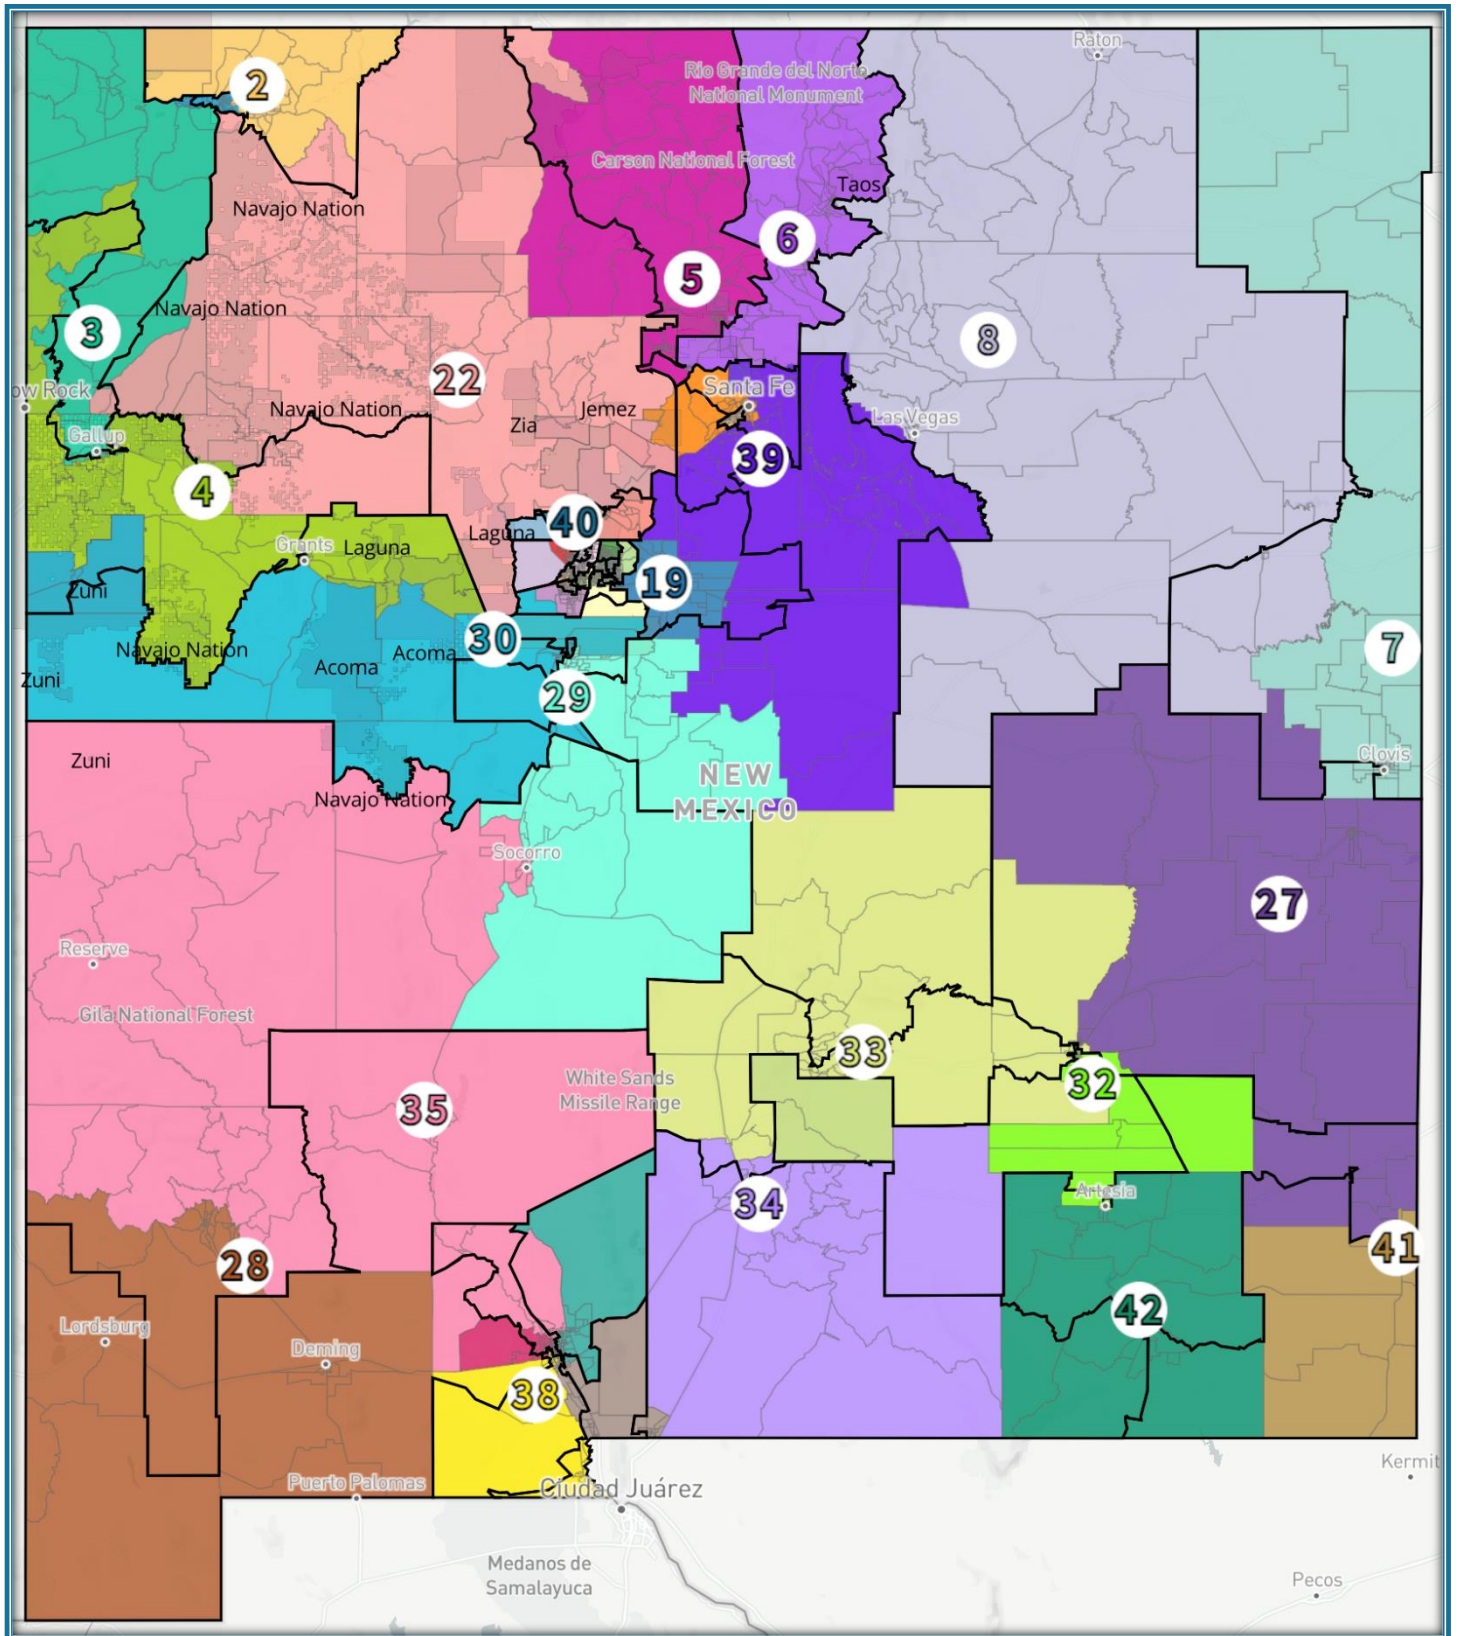 Raton
Rio Grande del Norte
National Monument
2
Carson National Forest
Taos
Navajo Nation
6
5
Navajo Nation
3
8
22
ow Rock
Santa Fe
Navajo Nation
Jemez
Las Vegas
Zia
Gallup
39
4
40
Laguna
Grants
Laguna
19
Zuni
30
7
Navajo Nation
Acoma
Acoma
Zuni
29
Clovis
Zuni
NEW
MEXICO
Navajo Nation
Socorro
27
Reserve
Gila National Forest
33
White Sands
Missile Range
32
35
Artesia
34
41
28
42
Lordsburg
Deming
38
Kermit
Puerto Palomas
Ciudad Juárez
Medanos de
Samalayuca
Pecos